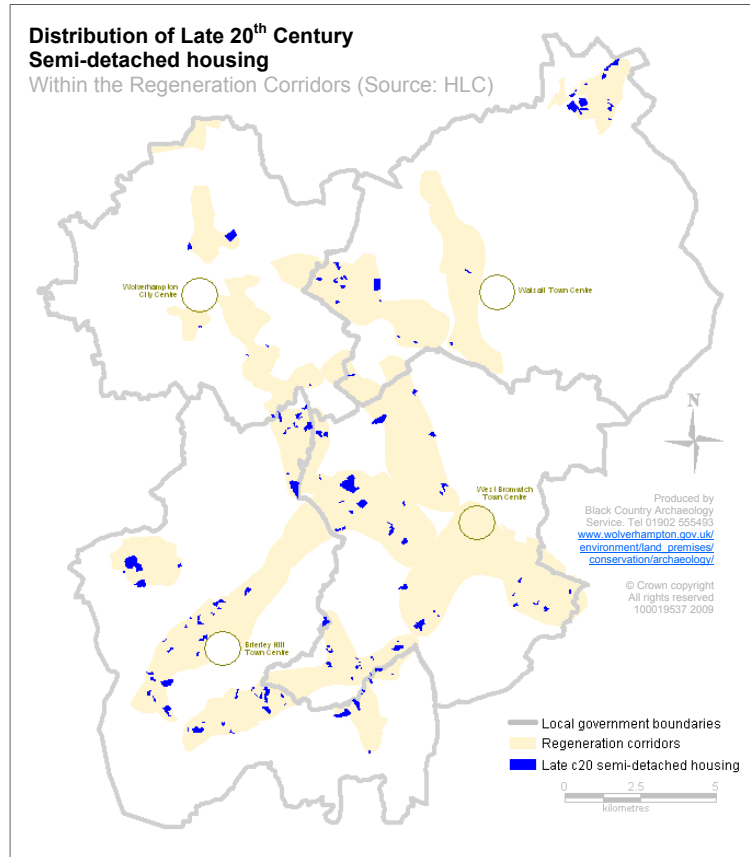 Distribution of Late 20th Century
Semi-detached housing
Within the Regeneration Corridors (Source: HLC)
Wolverhampton
City Centre
Walsall Town Centre
N
West Bromwich
Town Centre
Produced by
Black Country Archaeology
Service. Tel 01902 555493
www.wolverhampton.gov.uk/
environment/land_premises/
conservation/archaeology/
© Crown copyright
All rights reserved
100019537 2009
Brierley Hill
Town Centre
Local government boundaries
Regeneration corridors
Late c20 semi-detached housing
0 2.5 5
kilometres